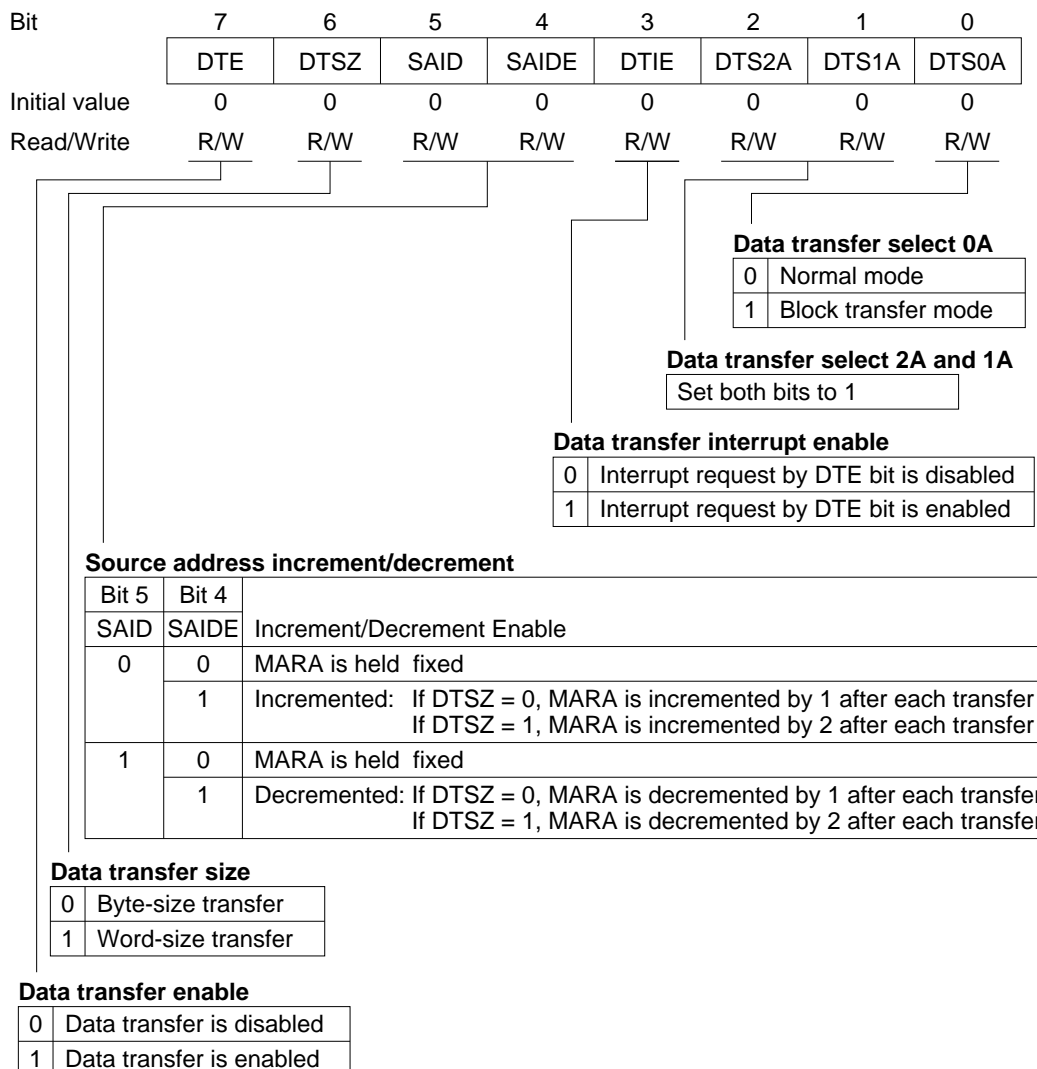 Bit 7 6 5 4 3 2 1 0
DTE DTSZ SAID SAIDE DTIE DTS2A DTS1A DTS0A
Initial value 0 0 0 0 0 0 0 0
Read/Write R/W R/W R/W R/W R/W R/W R/W R/W
Data transfer select 0A
0 Normal mode
1 Block transfer mode
Data transfer select 2A and 1A
Set both bits to 1
Data transfer interrupt enable
0 Interrupt request by DTE bit is disabled
1 Interrupt request by DTE bit is enabled
Source address increment/decrement
Bit 5 Bit 4
SAID SAIDE Increment/Decrement Enable
0 0 MARA is held fixed
1 Incremented: If DTSZ = 0, MARA is incremented by 1 after each transfer
If DTSZ = 1, MARA is incremented by 2 after each transfer
1 0 MARA is held fixed
1 Decremented: If DTSZ = 0, MARA is decremented by 1 after each transfer
If DTSZ = 1, MARA is decremented by 2 after each transfer
Data transfer size
0 Byte-size transfer
1 Word-size transfer
Data transfer enable
0 Data transfer is disabled
1 Data transfer is enabled